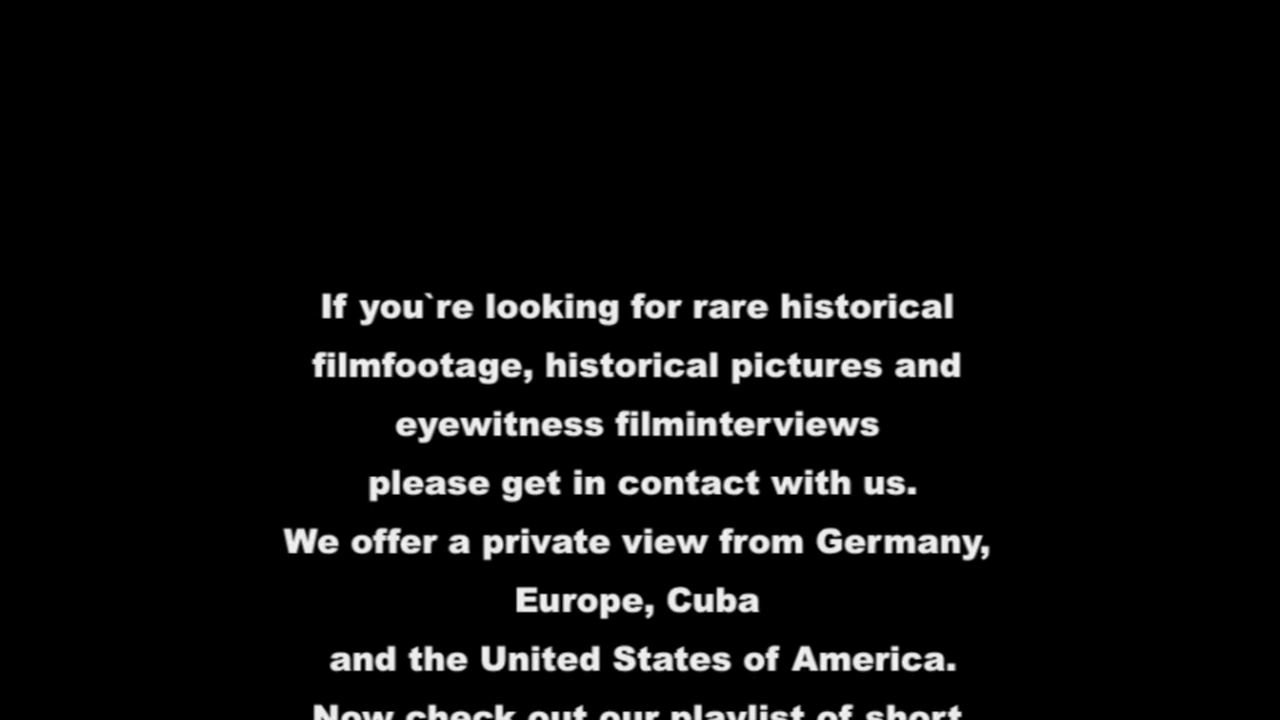 If you`re looking for rare historical
filmfootage, historical pictures and
eyewitness filminterviews
please get in contact with us.
We offer a private view from Germany,
Europe, Cuba
and the United States of America.
Now check out our playlist of short